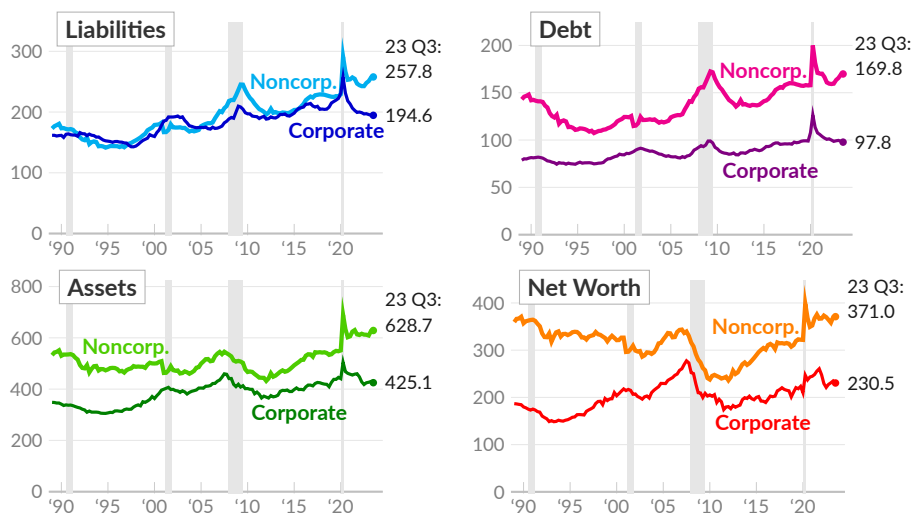 Liabilities
23 Q3:
300
Noncorp.
257.8
200
194.6
Corporate
100
0
‘90 ‘95 ‘00 ‘05 ‘10 ‘15 ‘20
Debt
23 Q3:
200
Noncorp.
169.8
150
100
97.8
Corporate
50
0
‘90 ‘95 ‘00 ‘05 ‘10 ‘15 ‘20
Assets
800
23 Q3:
628.7
600
Noncorp.
425.1
400
Corporate
200
0
‘90 ‘95 ‘00 ‘05 ‘10 ‘15 ‘20
Net Worth
23 Q3:
400
371.0
Noncorp.
300
230.5
200
Corporate
100
0
‘90 ‘95 ‘00 ‘05 ‘10 ‘15 ‘20